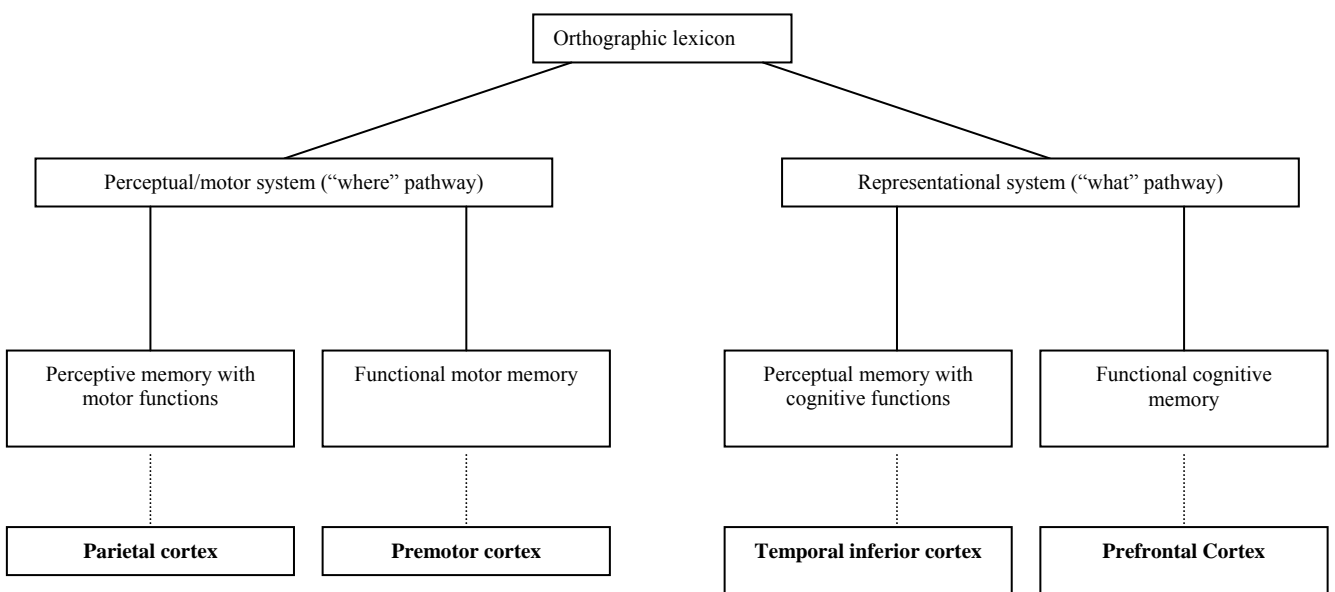 Orthographic lexicon
Perceptual/motor system (“where” pathway)
Representational system (“what” pathway)
Perceptive memory with
motor functions
Functional motor memory
Perceptual memory with
cognitive functions
Functional cognitive
memory
Parietal cortex
Premotor cortex
Temporal inferior cortex
Prefrontal Cortex